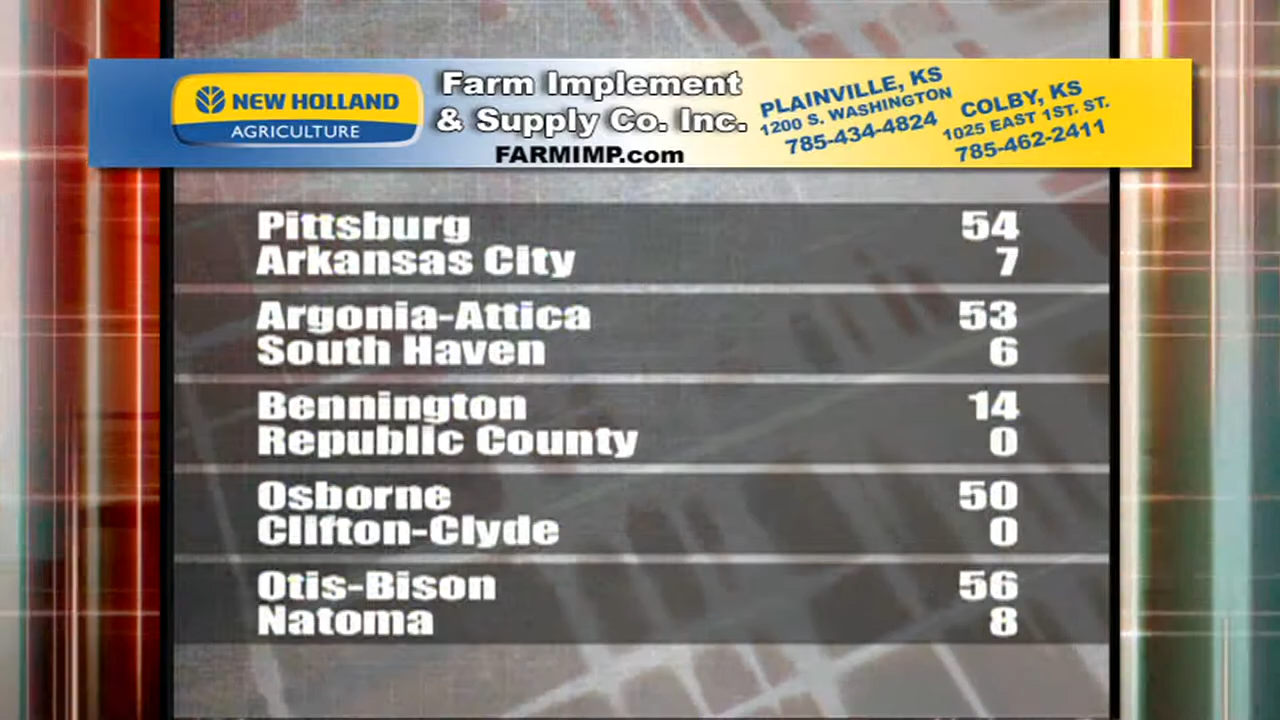 NEW HOLLAND
AGRICULTURE
Farm Implement
& Supply Co. Inc.
FARMIMP.com
PLAINVILLE, KS
1200 S. WASHINGTON
785-434-4824
COLBY, KS
1025 EAST 1ST. ST.
785-462-2411
Pittsburg 54
Arkansas City 7
Argonia-Attica 53
South Haven 6
Bennington 14
Republic County 0
Osborne 50
Clifton-Clyde 0
Otis-Bison 56
Natoma 8